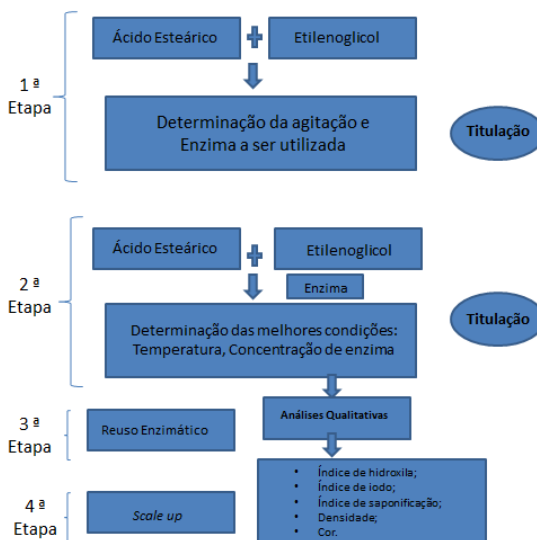 Ácido Esteárico
Etilenoglicol
1 ª
Etapa
Determinação da agitação e
Enzima a ser utilizada
Titulação
Ácido Esteárico
Etilenoglicol
2 ª
Etapa
Enzima
Determinação das melhores condições:
Temperatura, Concentração de enzima
Titulação
3 ª
Etapa
Reuso Enzimático
Análises Qualitativas
4ª
Etapa
Scale up
• Índice de hidroxila;
• Índice de iodo;
• Índice de saponificação;
• Densidade;
• Cor.